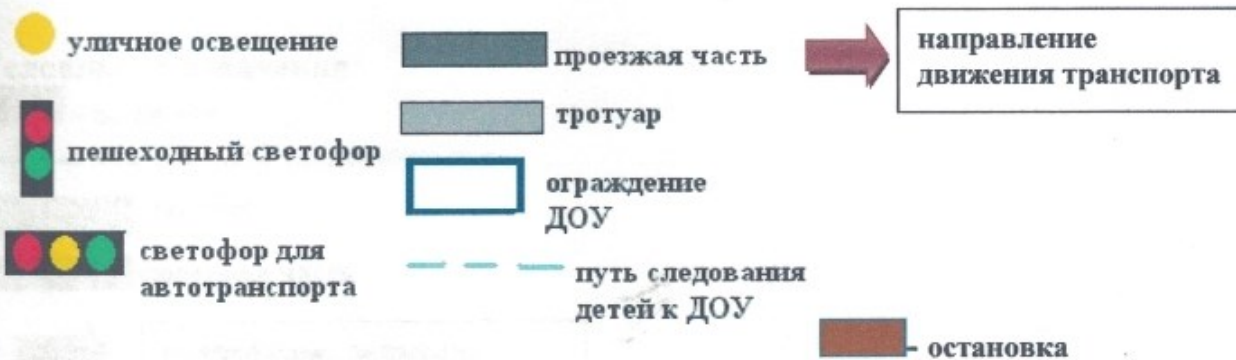 уличное освещение
пешеходный светофор
светофор для
автотранспорта
проезжая часть
тротуар
ограждение
ДОУ
путь следования
детей к ДОУ
направление
движения транспорта
- остановка